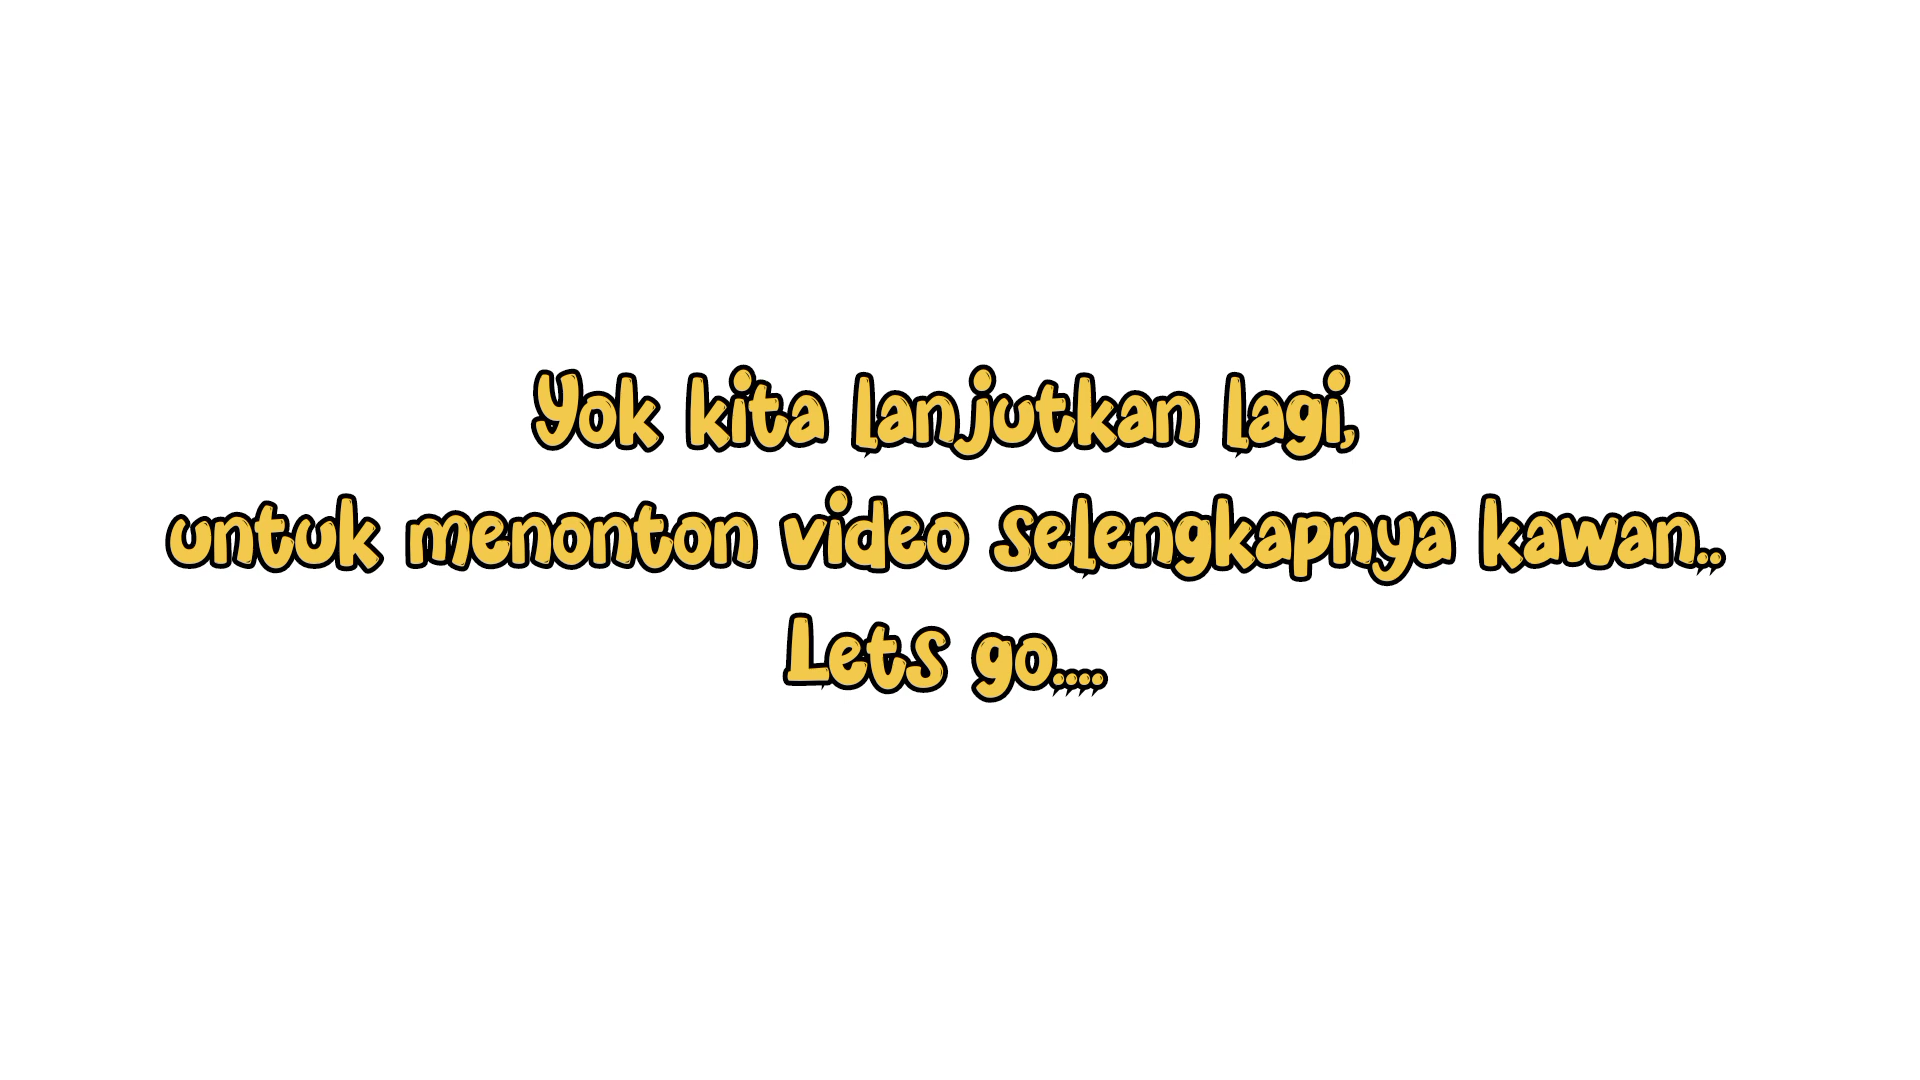 Yok kita lanjutkan lagi,
untuk menonton video selengkapnya kawan..
Lets go....